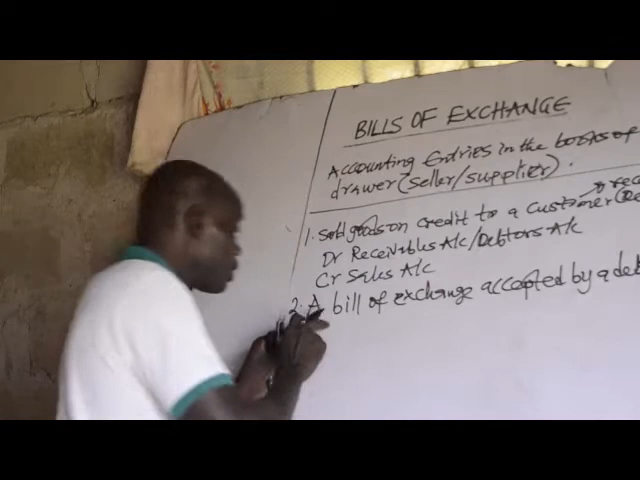 BILLS OF EXCHANGE
Accounting Entries in the books of
drawer (seller/supplier).
1. Sold goods on credit to a customer
Dr Receivables A/c/Debtors A/c
Cr Sales A/c
2. A bill of exchange accepted by a